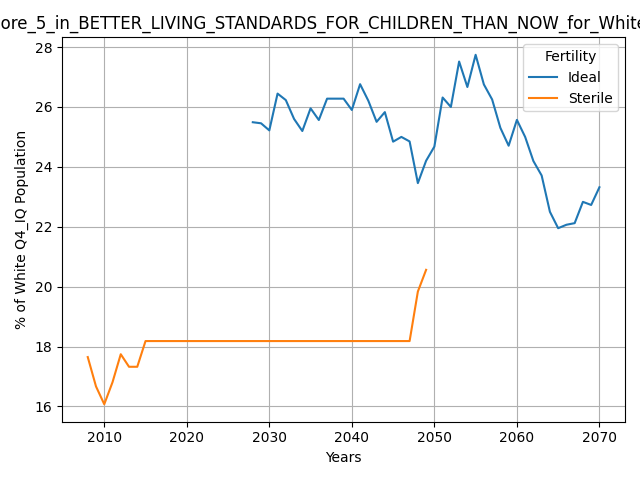 ore_5_in_BETTER_LIVING_STANDARDS_FOR_CHILDREN_THAN_NOW_for_White
28
26
24
22
20
18
16
% of White Q4_IQ Population
Fertility
Ideal
Sterile
2010 2020 2030 2040 2050 2060 2070
Years